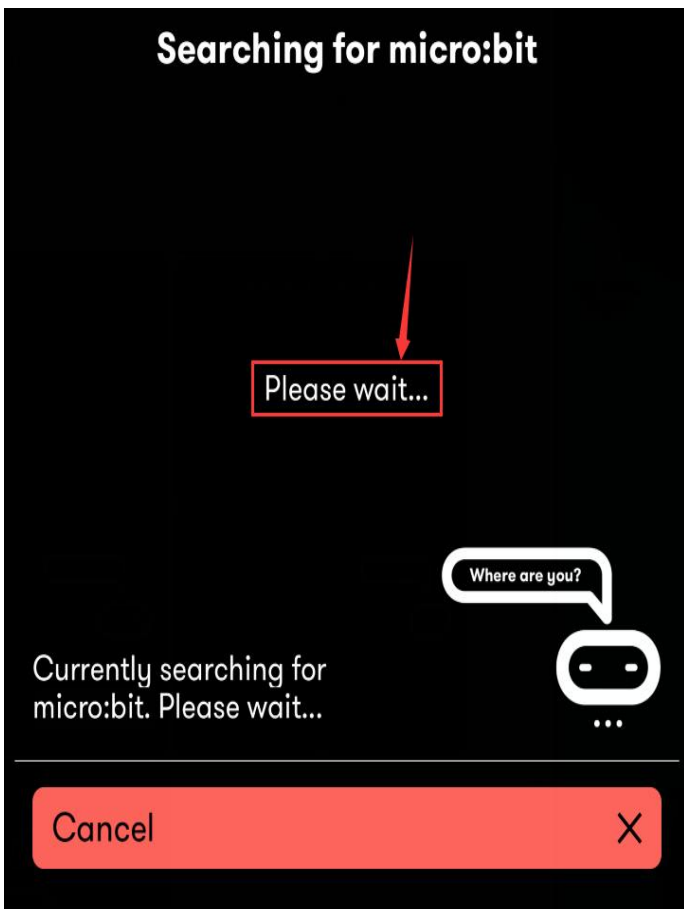 Searching for micro:bit
Please wait...
Where are you?
Currently searching for
micro:bit. Please wait...
Cancel X